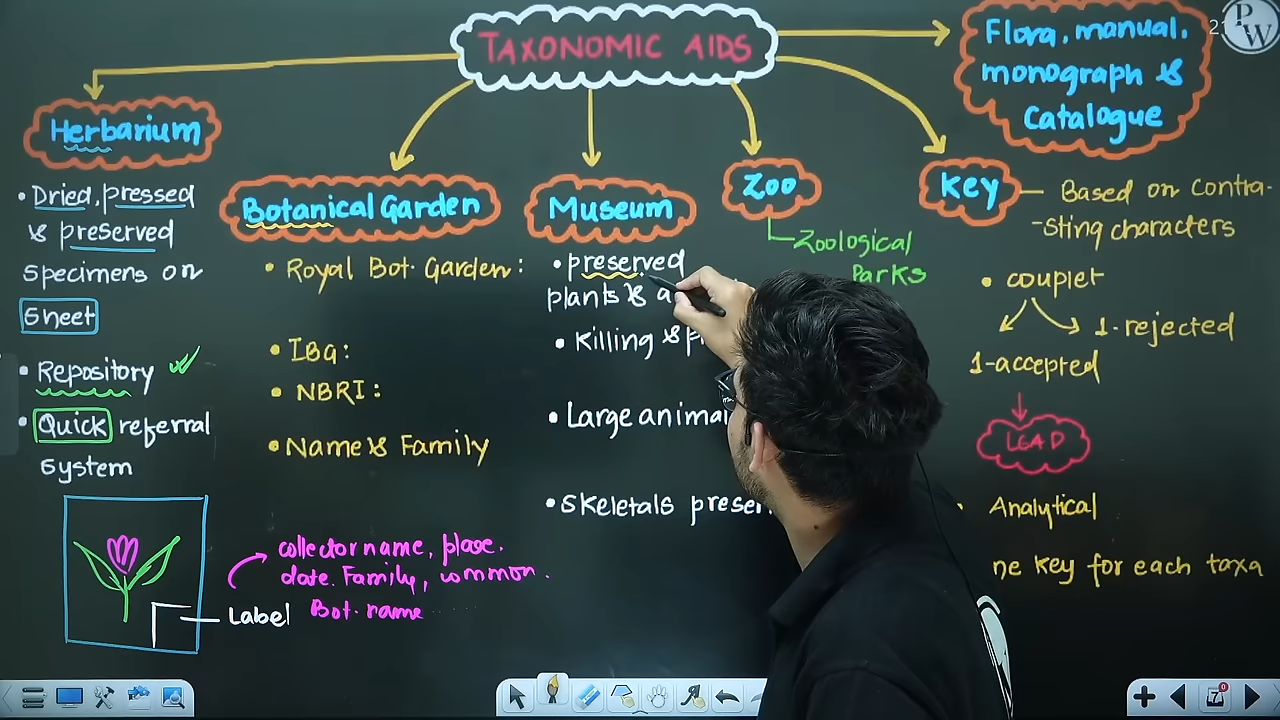 TAXONOMIC AIDS
Flora, manual,
monograph &
Catalogue
PW
Herbarium
• Dried, pressed
& preserved
specimens on
Sheet
• Repository
• Quick referral
System
Label
collector name, place.
date. Family, common.
Bot. name
Botanical Garden
• Royal Bot. Garden:
• IBG:
• NBRI:
• Name & Family
Museum
• preserved
plants &
• Killing &
• Large
• Skeletals
Zoo
Zoological
Parks
Key
Based on Contra-
-sting characters
• couplet
1-rejected
1-accepted
LEAD
Analytical
Key for each taxa